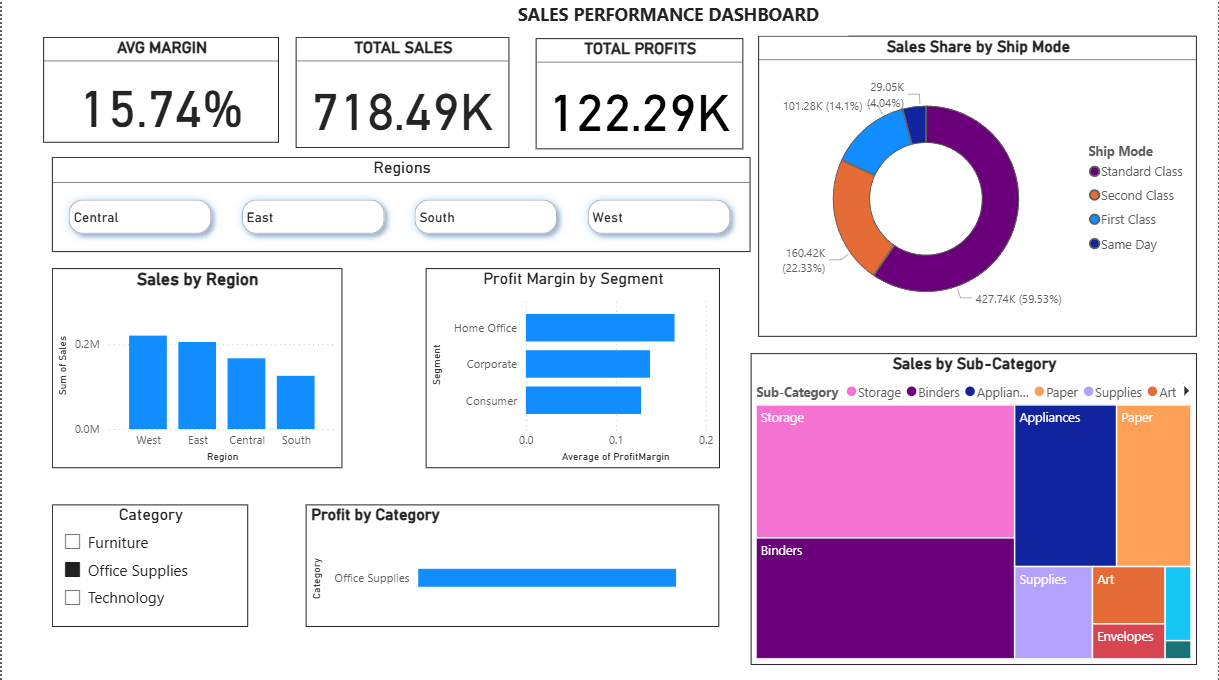 SALES PERFORMANCE DASHBOARD
AVG MARGIN
15.74%
TOTAL SALES
718.49K
TOTAL PROFITS
122.29K
Regions
Central
East
South
West
Sales Share by Ship Mode
29.05K
(4.04%)
101.28K (14.1%)
160.42K
(22.33%)
427.74K (59.53%)
Ship Mode
Standard Class
Second Class
First Class
Same Day
Sales by Region
Sum of Sales
0.2M
0.0M
West East Central South
Region
Profit Margin by Segment
Segment
Home Office
Corporate
Consumer
0.0 0.1 0.2
Average of ProfitMargin
Sales by Sub-Category
Sub-Category Storage Binders Applian... Paper Supplies Art
Storage
Appliances
Paper
Binders
Supplies
Art
Envelopes
Category
Furniture
Office Supplies
Technology
Profit by Category
Category
Office Supplies